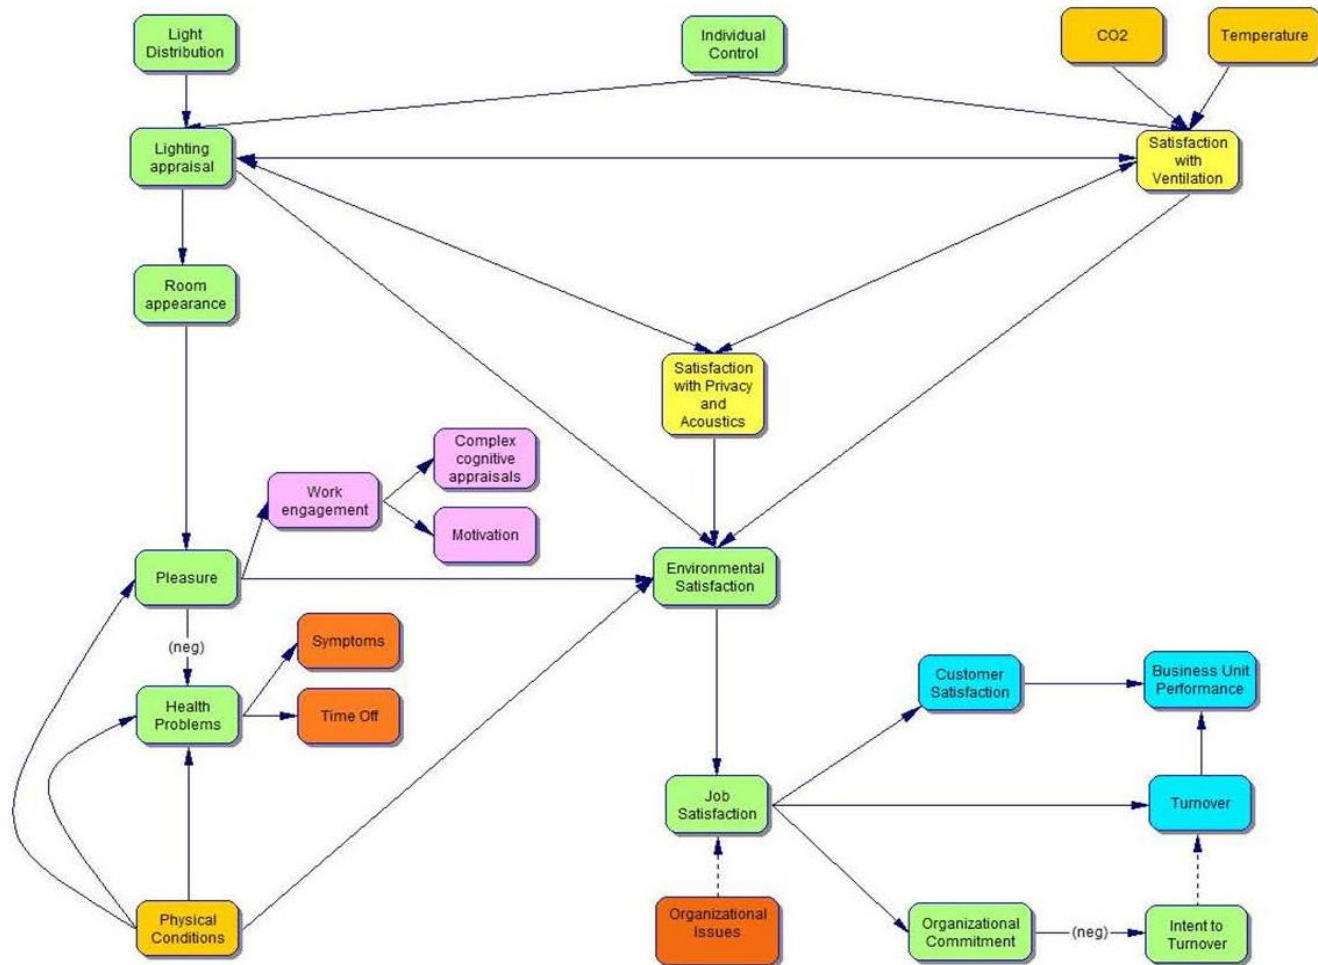 Light
Distribution
Individual
Control
CO2
Temperature
Lighting
appraisal
Satisfaction
with
Ventilation
Room
appearance
Satisfaction
with Privacy
and
Acoustics
Complex
cognitive
appraisals
Work
engagement
Motivation
Pleasure
Environmental
Satisfaction
(neg)
Symptoms
Health
Problems
Time Off
Customer
Satisfaction
Business Unit
Performance
Job
Satisfaction
Turnover
Physical
Conditions
Organizational
Issues
Organizational
Commitment
(neg)
Intent to
Turnover